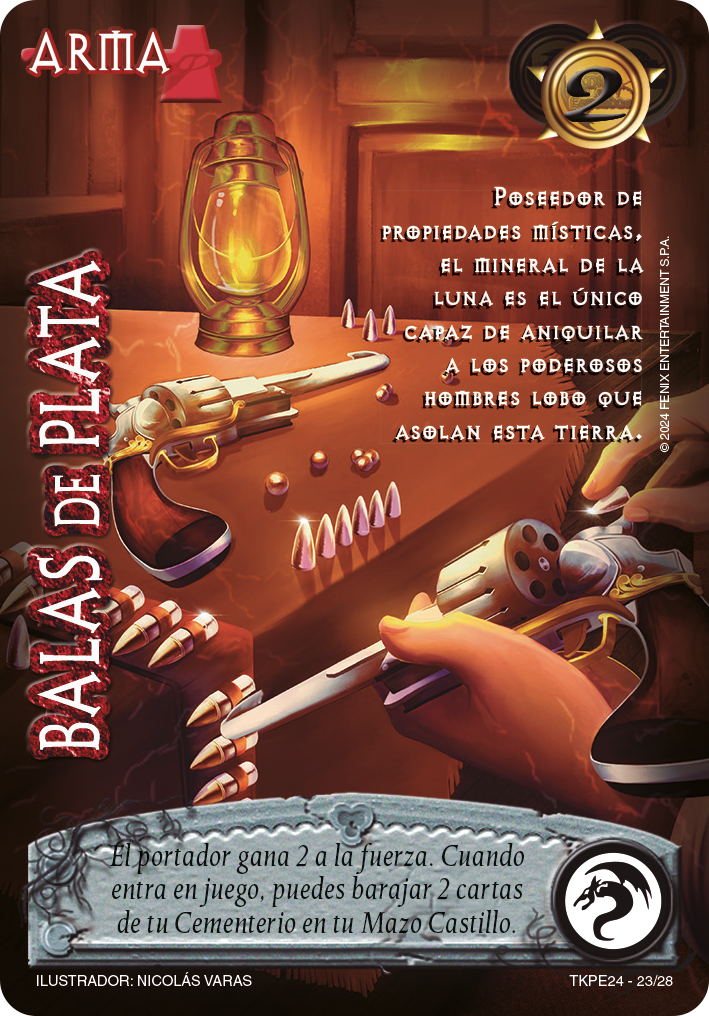 ARMA
2
POSEEDOR DE
PROPIEDADES MÍSTICAS,
EL MINERAL DE LA
LUNA ES EL ÚNICO
CAPAZ DE ANIQUILAR
A LOS PODEROSOS
HOMBRES LOBO QUE
ASOLAN ESTA TIERRA.
© 2024 FENIX ENTERTAINMENT S.P.A.
BALAS DE PLATA
El portador gana 2 a la fuerza. Cuando
entra en juego, puedes barajar 2 cartas
de tu Cementerio en tu Mazo Castillo.
ILUSTRADOR: NICOLÁS VARAS
TKPE24 - 23/28